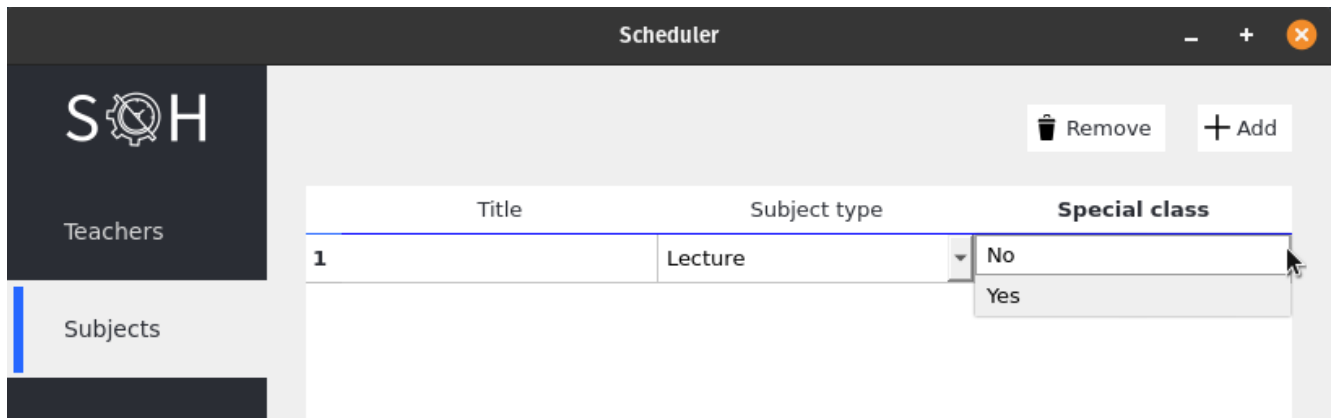 Scheduler
S H
Remove Add
Teachers
Title Subject type Special class
1 Lecture No
Yes
Subjects